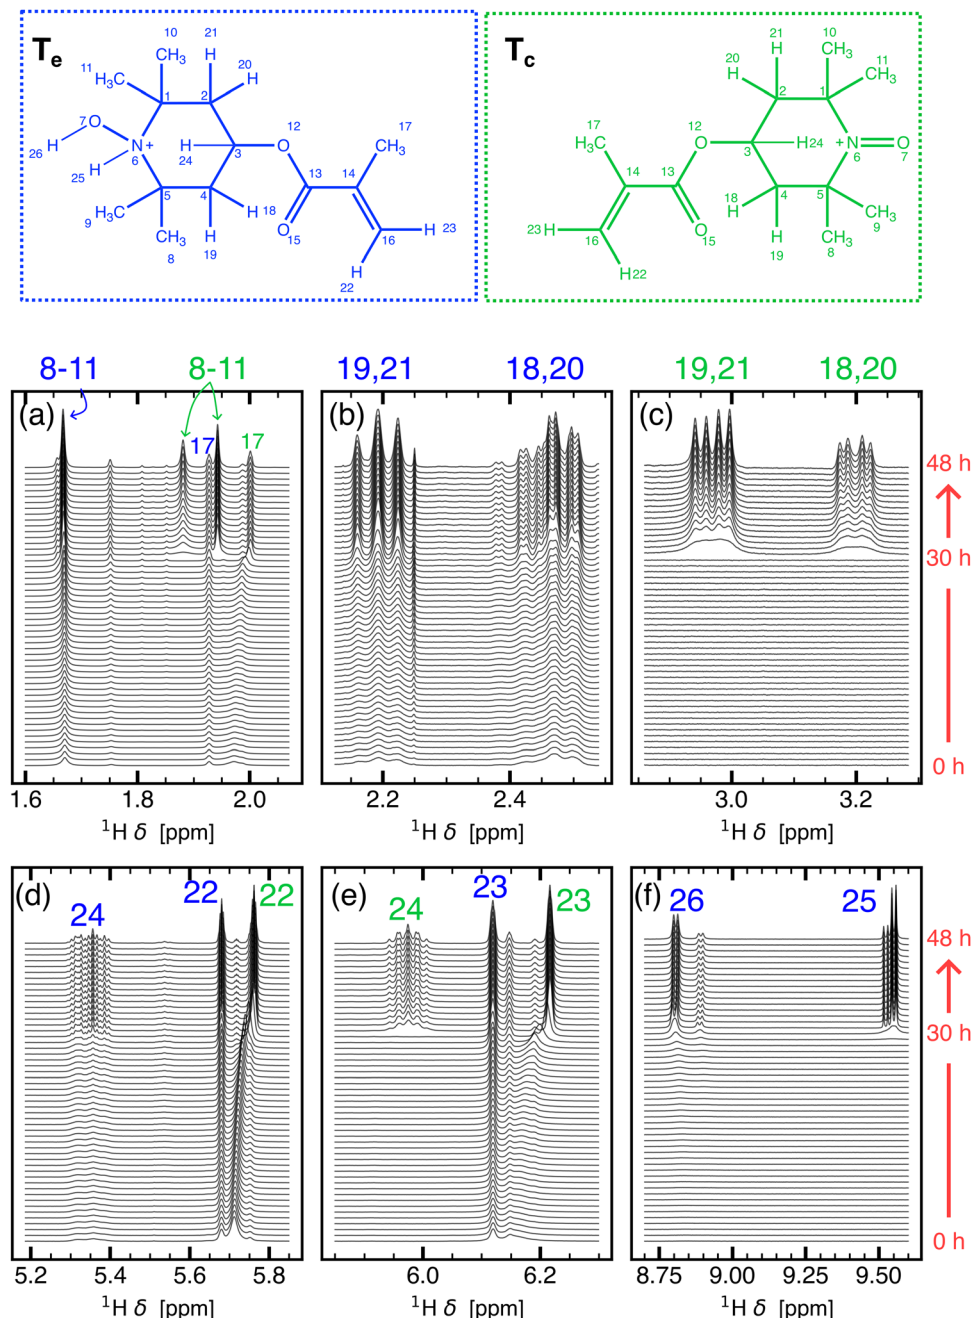 Te
10
CH3
21
H
20
H
11
H3C
1
2
7
O
H
26
N+
6
H
25
H
24
3
12
O
17
CH3
13
14
5
4
H
18
H3C
9
CH3
8
H
19
O
15
16
H
23
H
22
Tc
21
H
10
CH3
20
H
11
CH3
2
1
17
H3C
12
O
3
H24
+N
6
O
7
14
13
18
H
4
5
CH3
9
23H
16
O
15
H
19
CH3
8
H22
8-11
8-11
19,21
18,20
19,21
18,20
(a)
17
17
(b)
(c)
48 h
30 h
0 h
1.6
1.8
2.0
2.2
2.4
3.0
3.2
1H δ [ppm]
1H δ [ppm]
1H δ [ppm]
(d)
24
22
22
(e)
24
23
23
(f)
26
25
48 h
30 h
0 h
5.2
5.6
5.8
6.0
6.2
8.75
9.00
9.25
9.50
1H δ [ppm]
1H δ [ppm]
1H δ [ppm]